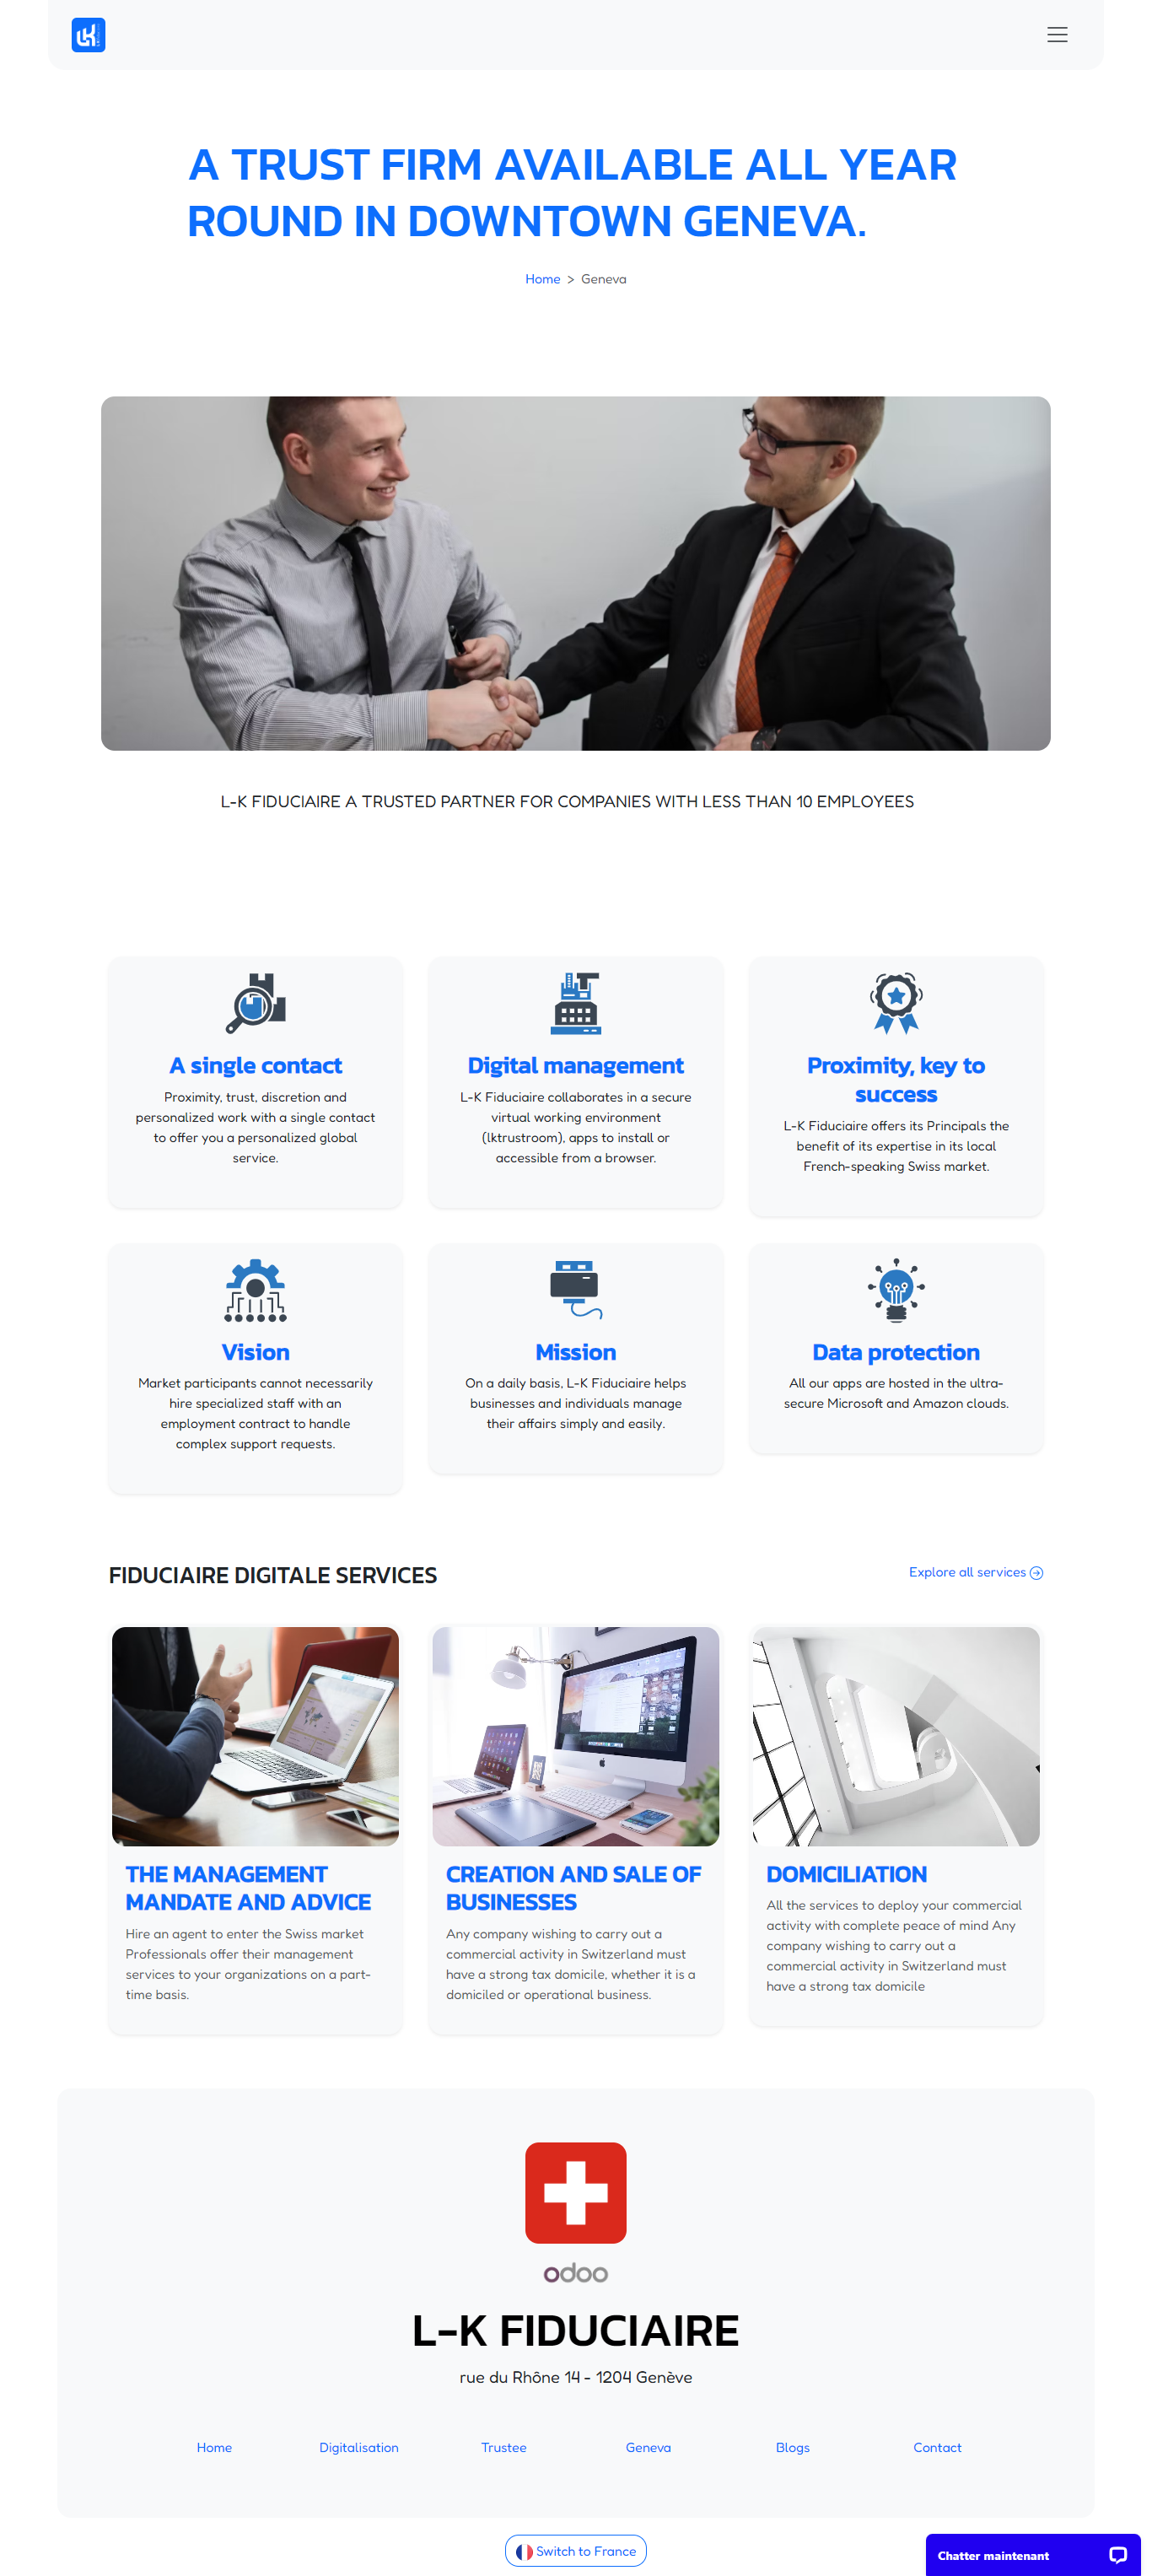 LK
A TRUST FIRM AVAILABLE ALL YEAR
ROUND IN DOWNTOWN GENEVA.
Home > Geneva
L-K FIDUCIAIRE A TRUSTED PARTNER FOR COMPANIES WITH LESS THAN 10 EMPLOYEES
A single contact
Proximity, trust, discretion and
personalized work with a single contact
to offer you a personalized global
service.
Digital management
L-K Fiduciaire collaborates in a secure
virtual working environment
(lktrustroom), apps to install or
accessible from a browser.
Proximity, key to
success
L-K Fiduciaire offers its Principals the
benefit of its expertise in its local
French-speaking Swiss market.
Vision
Market participants cannot necessarily
hire specialized staff with an
employment contract to handle
complex support requests.
Mission
On a daily basis, L-K Fiduciaire helps
businesses and individuals manage
their affairs simply and easily.
Data protection
All our apps are hosted in the ultra-
secure Microsoft and Amazon clouds.
FIDUCIAIRE DIGITALE SERVICES
Explore all services
THE MANAGEMENT
MANDATE AND ADVICE
Hire an agent to enter the Swiss market
Professionals offer their management
services to your organizations on a part-
time basis.
CREATION AND SALE OF
BUSINESSES
Any company wishing to carry out a
commercial activity in Switzerland must
have a strong tax domicile, whether it is a
domiciled or operational business.
DOMICILIATION
All the services to deploy your commercial
activity with complete peace of mind Any
company wishing to carry out a
commercial activity in Switzerland must
have a strong tax domicile
odoo
L-K FIDUCIAIRE
rue du Rhône 14 - 1204 Genève
Home Digitalisation Trustee Geneva Blogs Contact
Switch to France
Chatter maintenant